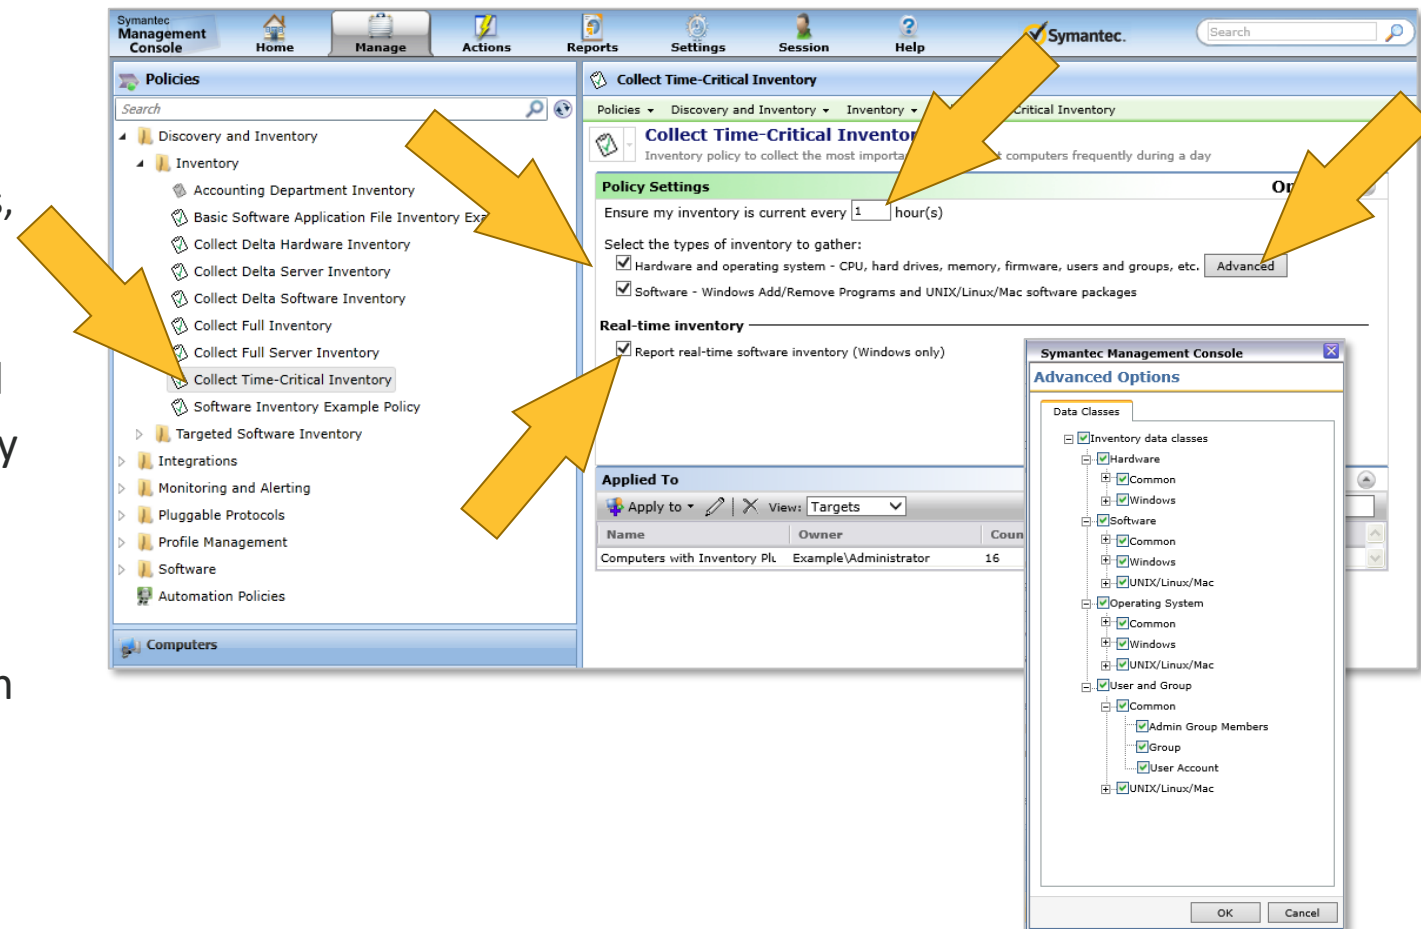 Symantec
Management
Console
Home
Manage
Actions
Reports
Settings
Session
Help
Symantec.
Search
Policies
Search
Discovery and Inventory
Inventory
Accounting Department Inventory
Basic Software Application File Inventory
Collect Delta Hardware Inventory
Collect Delta Server Inventory
Collect Delta Software Inventory
Collect Full Inventory
Collect Full Server Inventory
Collect Time-Critical Inventory
Software Inventory Example Policy
Targeted Software Inventory
Integrations
Monitoring and Alerting
Pluggable Protocols
Profile Management
Software
Automation Policies
Computers
Collect Time-Critical Inventory
Policies Discovery and Inventory Inventory Inventory
Collect Time-Critical
Inventory policy to collect the most computers frequently during a day
Policy Settings
Ensure my inventory is current every 1 hour(s)
Select the types of inventory to gather:
Hardware and operating system - CPU, hard drives, memory, firmware, users and groups, etc. Advanced
Software - Windows Add/Remove Programs and UNIX/Linux/Mac software packages
Real-time inventory
Report real-time software inventory (Windows only)
Applied To
Apply to View: Targets
Name Owner
Computers with Inventory Example\Administrator 16
Symantec Management Console
Advanced Options
Data Classes
Inventory data classes
Hardware
Common
Windows
Software
Common
Windows
UNIX/Linux/Mac
Operating System
Common
Windows
UNIX/Linux/Mac
User and Group
Common
Admin Group Members
Group
User Account
UNIX/Linux/Mac
OK Cancel